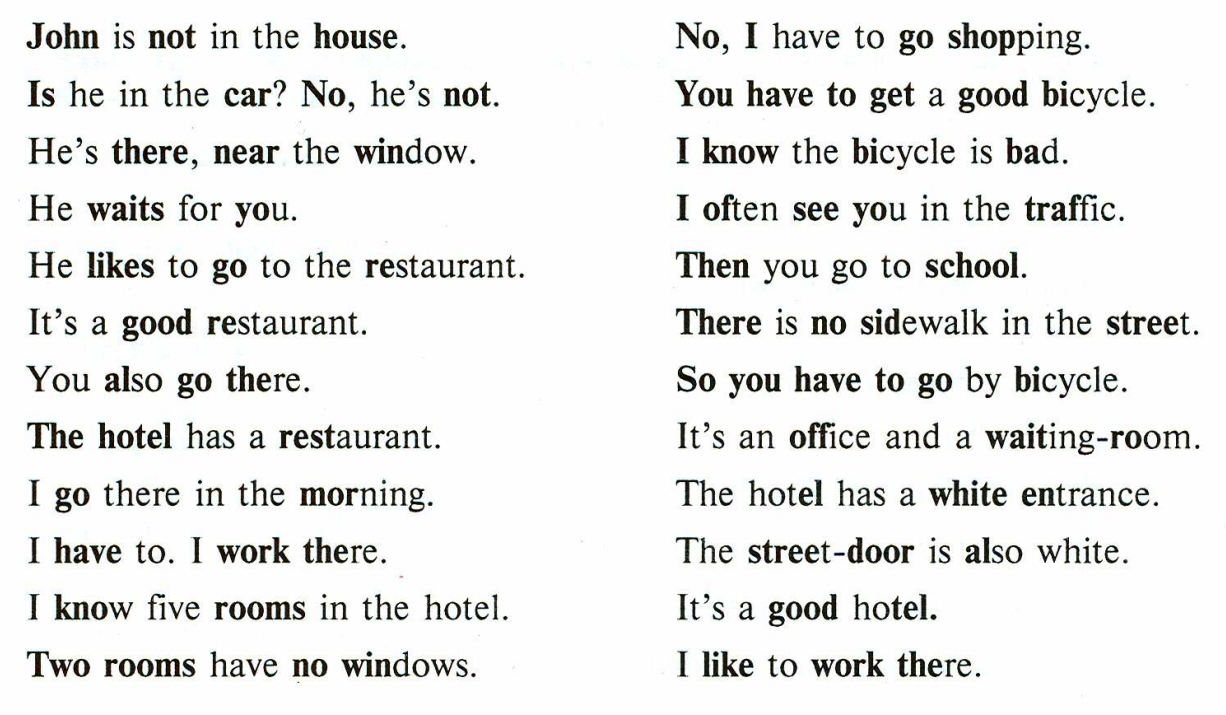 John is not in the house.
Is he in the car? No, he's not.
He's there, near the window.
He waits for you.
He likes to go to the restaurant.
It's a good restaurant.
You also go there.
The hotel has a restaurant.
I go there in the morning.
I have to. I work there.
I know five rooms in the hotel.
Two rooms have no windows.
No, I have to go shopping.
You have to get a good bicycle.
I know the bicycle is bad.
I often see you in the traffic.
Then you go to school.
There is no sidewalk in the street.
So you have to go by bicycle.
It's an office and a waiting-room.
The hotel has a white entrance.
The street-door is also white.
It's a good hotel.
I like to work there.